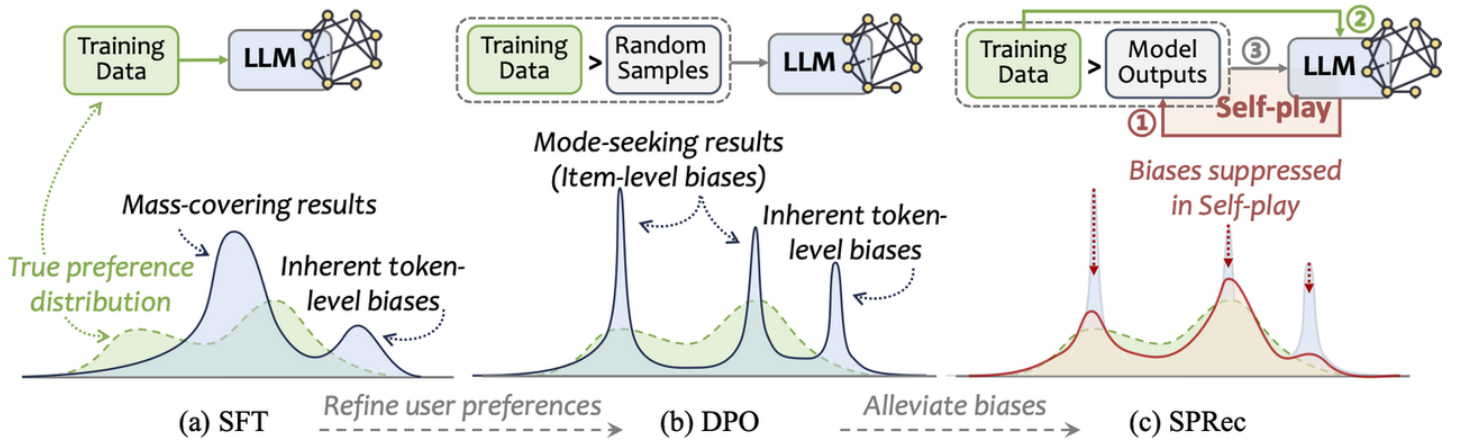 Training
Data
LLM
Mass-covering results
True preference
distribution
Inherent token-
level biases
(a) SFT
Refine user preferences
Training
Data
>
Random
Samples
LLM
Mode-seeking results
(Item-level biases)
Inherent token-
level biases
(b) DPO
Alleviate biases
Training
Data
>
Model
Outputs
③
②
LLM
Self-play
①
Biases suppressed
in Self-play
(c) SPRec